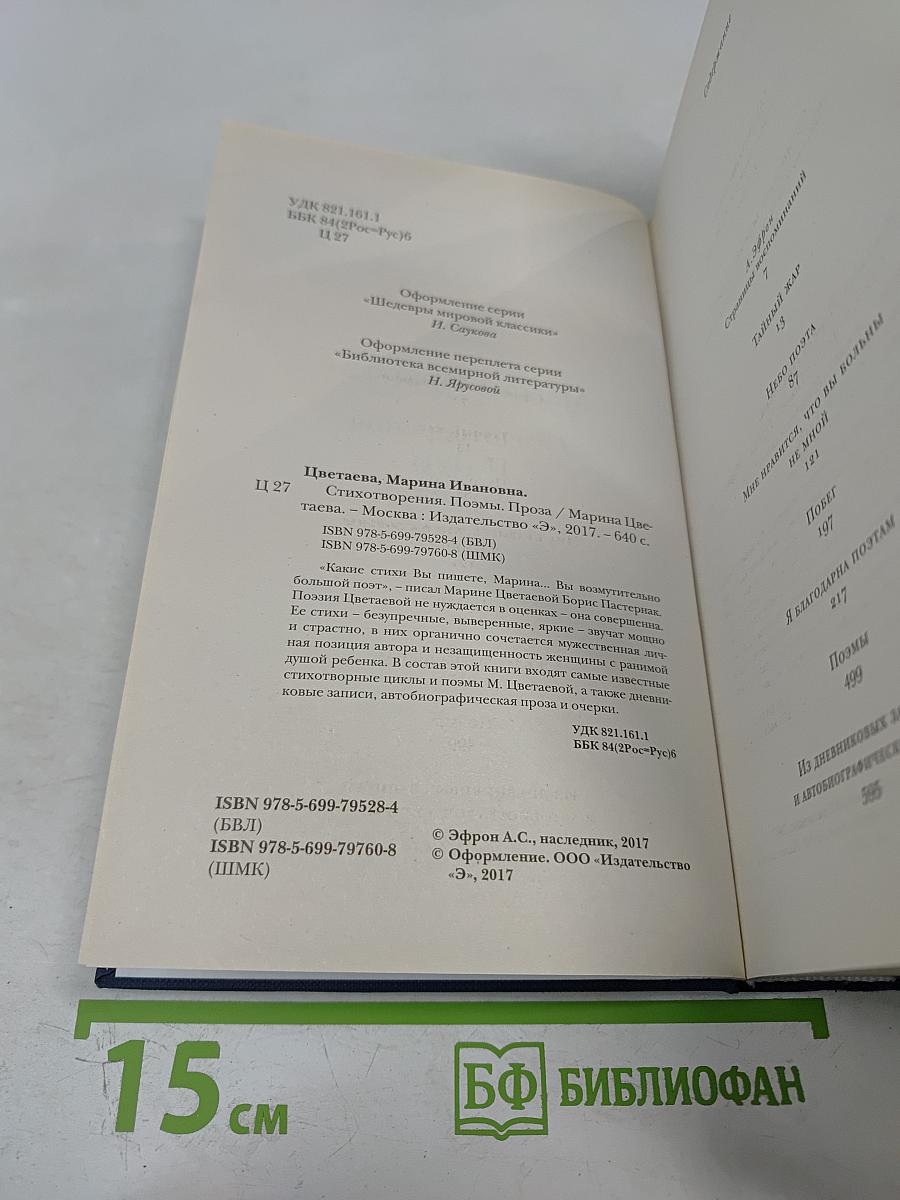 УДК 821.161.1
ББК 84(2Рос=Рус)6
Ц 27
Оформление серии
«Шедевры мировой классики»
И. Саукова
Оформление переплета серии
«Библиотека всемирной литературы»
Н. Ярусовой
Цветаева, Марина Ивановна.
Ц 27 Стихотворения. Поэмы. Проза / Марина Цве-
таева. – Москва : Издательство «Э», 2017. – 640 с.
ISBN 978-5-699-79528-4 (БВЛ)
ISBN 978-5-699-79760-8 (ШМК)
«Какие стихи Вы пишете, Марина... Вы возмутительно
большой поэт», – писал Марине Цветаевой Борис Пастернак.
Поэзия Цветаевой не нуждается в оценках – она совершенна.
Ее стихи – безупречные, выверенные, яркие – звучат мощно
и страстно, в них органично сочетается мужественная лич-
ная позиция автора и незащищенность женщины с ранимой
душой ребенка. В состав этой книги входят самые известные
стихотворные циклы и поэмы М. Цветаевой, а также дневни-
ковые записи, автобиографическая проза и очерки.
УДК 821.161.1
ББК 84(2Рос=Рус)6
ISBN 978-5-699-79528-4
(БВЛ)
ISBN 978-5-699-79760-8
(ШМК)
© Эфрон А.С., наследник, 2017
© Оформление. ООО «Издательство
«Э», 2017
Содержание
А. Эфрон
Страницы воспоминаний
7
Тайный жар
13
Небо поэта
87
Мне нравится, что вы больны
не мной
121
Побег
197
Я благодарна поэтам
217
Поэмы
499
Из дневниковых
и автобиографическ
595
15 см
БФ БИБЛИОФАН